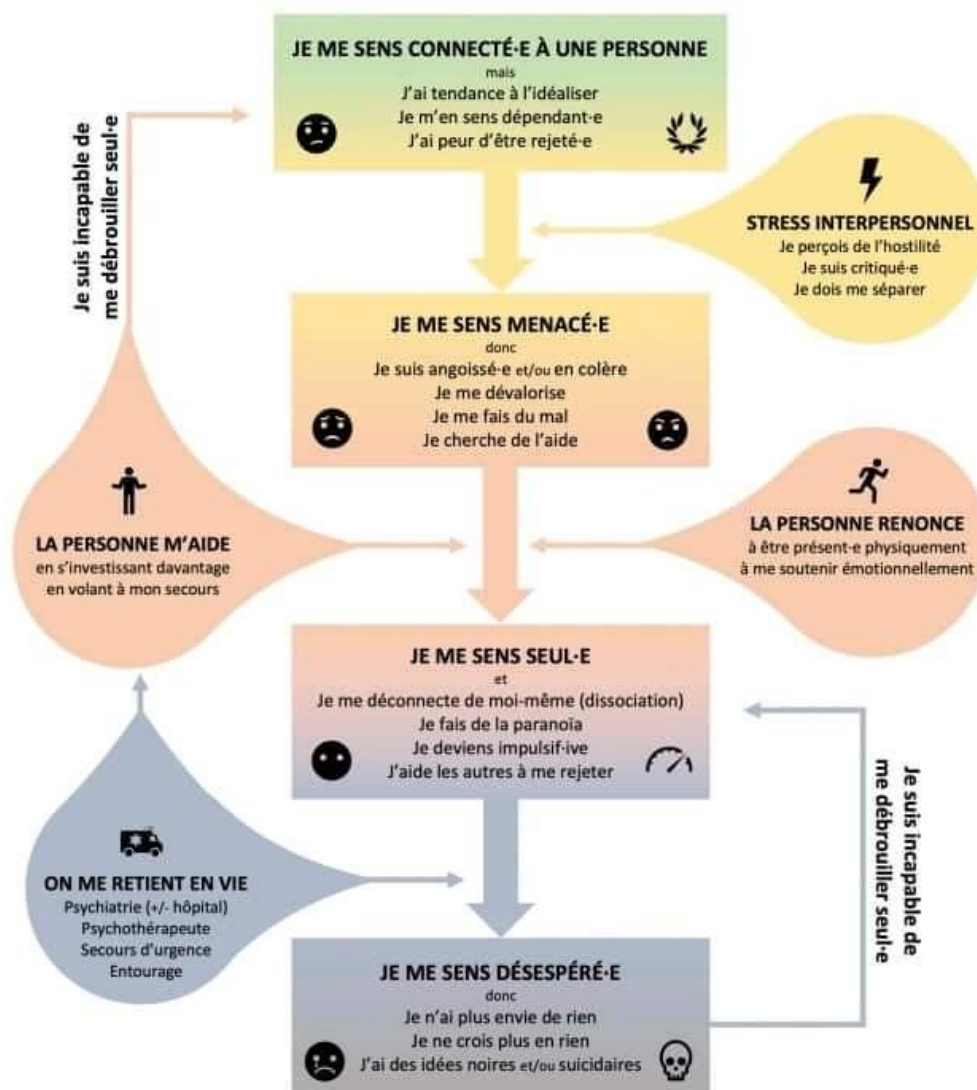 JE ME SENS CONNECTÉ·E À UNE PERSONNE
mais
J'ai tendance à l'idéaliser
Je m'en sens dépendant·e
J'ai peur d'être rejeté·e
Je suis incapable de
me débrouiller seul·e
STRESS INTERPERSONNEL
Je perçois de l'hostilité
Je suis critiqué·e
Je dois me séparer
JE ME SENS MENACÉ·E
donc
Je suis angoissé·e et/ou en colère
Je me dévalorise
Je me fais du mal
Je cherche de l'aide
LA PERSONNE M'AIDE
en s'investissant davantage
en volant à mon secours
LA PERSONNE RENONCE
à être présent·e physiquement
à me soutenir émotionnellement
JE ME SENS SEUL·E
et
Je me déconnecte de moi-même (dissociation)
Je fais de la paranoïa
Je deviens impulsif·ive
J'aide les autres à me rejeter
Je suis incapable de
me débrouiller seul·e
ON ME RETIENT EN VIE
Psychiatrie (+/- hôpital)
Psychothérapeute
Secours d'urgence
Entourage
JE ME SENS DÉSESPÉRÉ·E
donc
Je n'ai plus envie de rien
Je ne crois plus en rien
J'ai des idées noires et/ou suicidaires